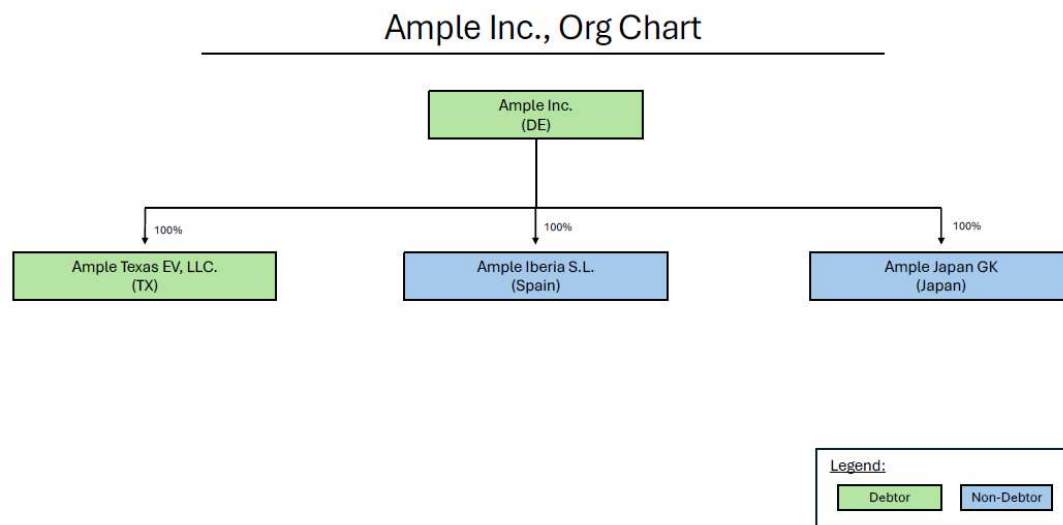 Ample Inc., Org Chart
Ample Inc.
(DE)
100%
100%
100%
Ample Texas EV, LLC.
(TX)
Ample Iberia S.L.
(Spain)
Ample Japan GK
(Japan)
Legend:
Debtor
Non-Debtor